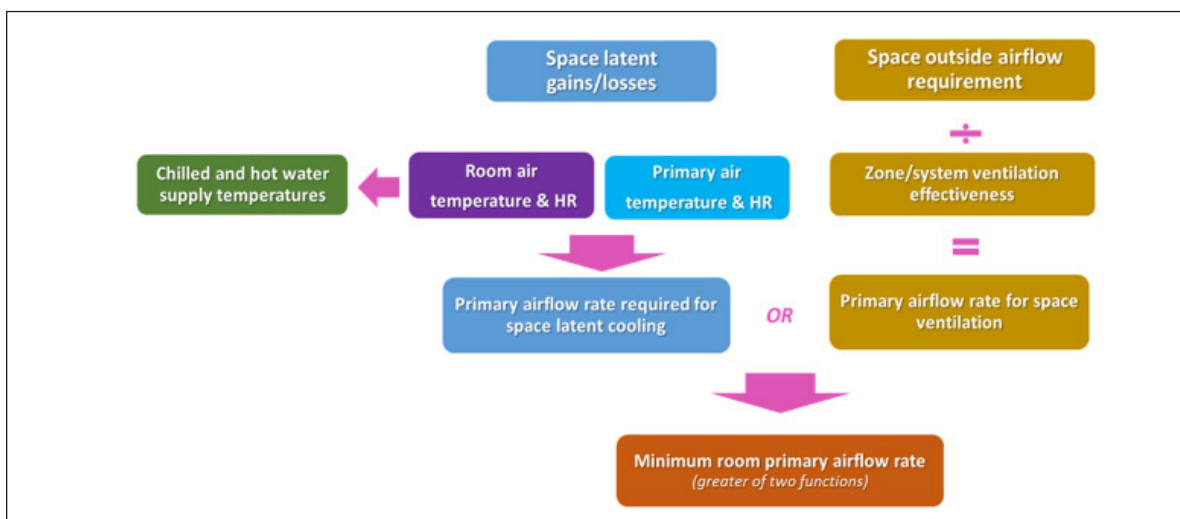 Space latent
gains/losses
Space outside airflow
requirement
÷
Chilled and hot water
supply temperatures
Room air
temperature & HR
Primary air
temperature & HR
Zone/system ventilation
effectiveness
=
Primary airflow rate required for
space latent cooling
OR
Primary airflow rate for space
ventilation
Minimum room primary airflow rate
(greater of two functions)